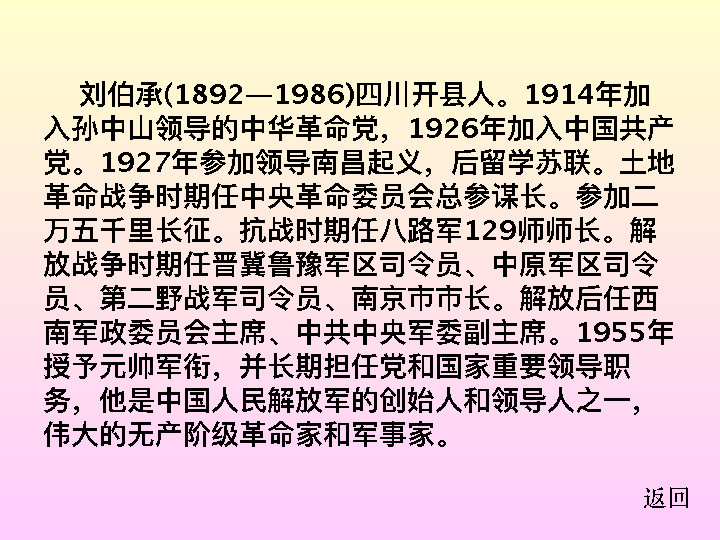 刘伯承(1892—1986)四川开县人。1914年加
入孙中山领导的中华革命党，1926年加入中国共产
党。1927年参加领导南昌起义，后留学苏联。土地
革命战争时期任中央革命委员会总参谋长。参加二
万五千里长征。抗战时期任八路军129师师长。解
放战争时期任晋冀鲁豫军区司令员、中原军区司令
员、第二野战军司令员、南京市市长。解放后任西
南军政委员会主席、中共中央军委副主席。1955年
授予元帅军衔，并长期担任党和国家重要领导职
务，他是中国人民解放军的创始人和领导人之一，
伟大的无产阶级革命家和军事家。
返回